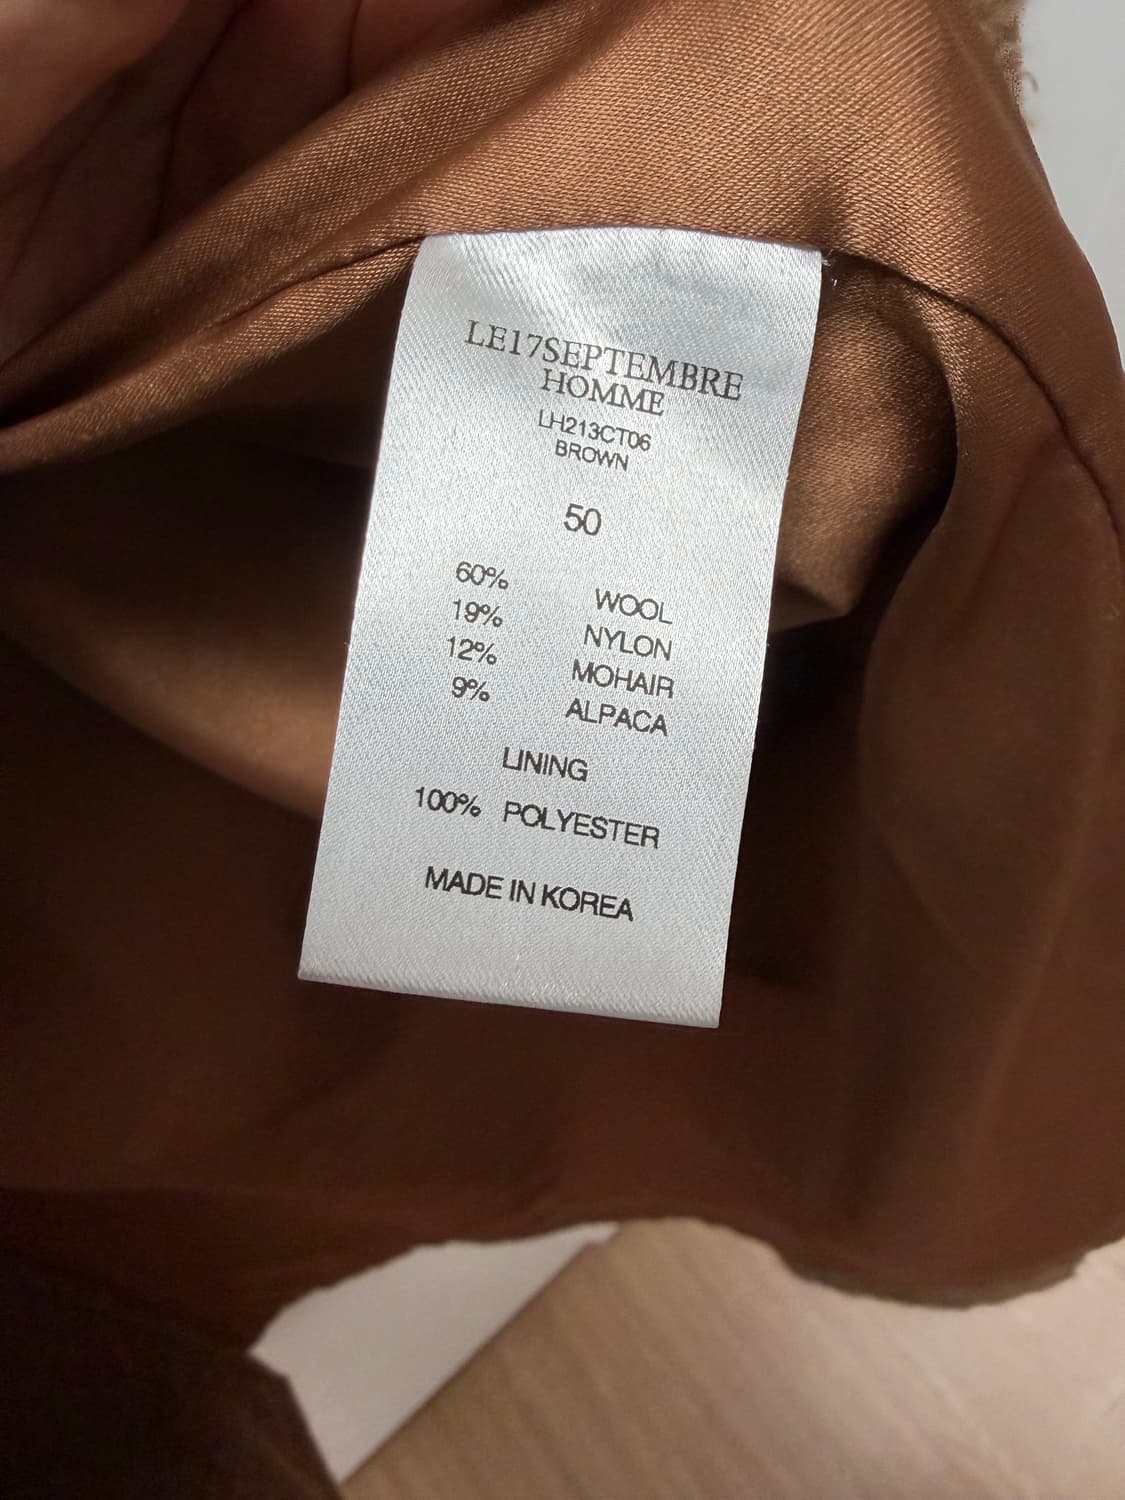 LE17SEPTEMBRE
HOMME
LH213CT06
BROWN
50
60% WOOL
19% NYLON
12% MOHAIR
9% ALPACA
LINING
100% POLYESTER
MADE IN KOREA